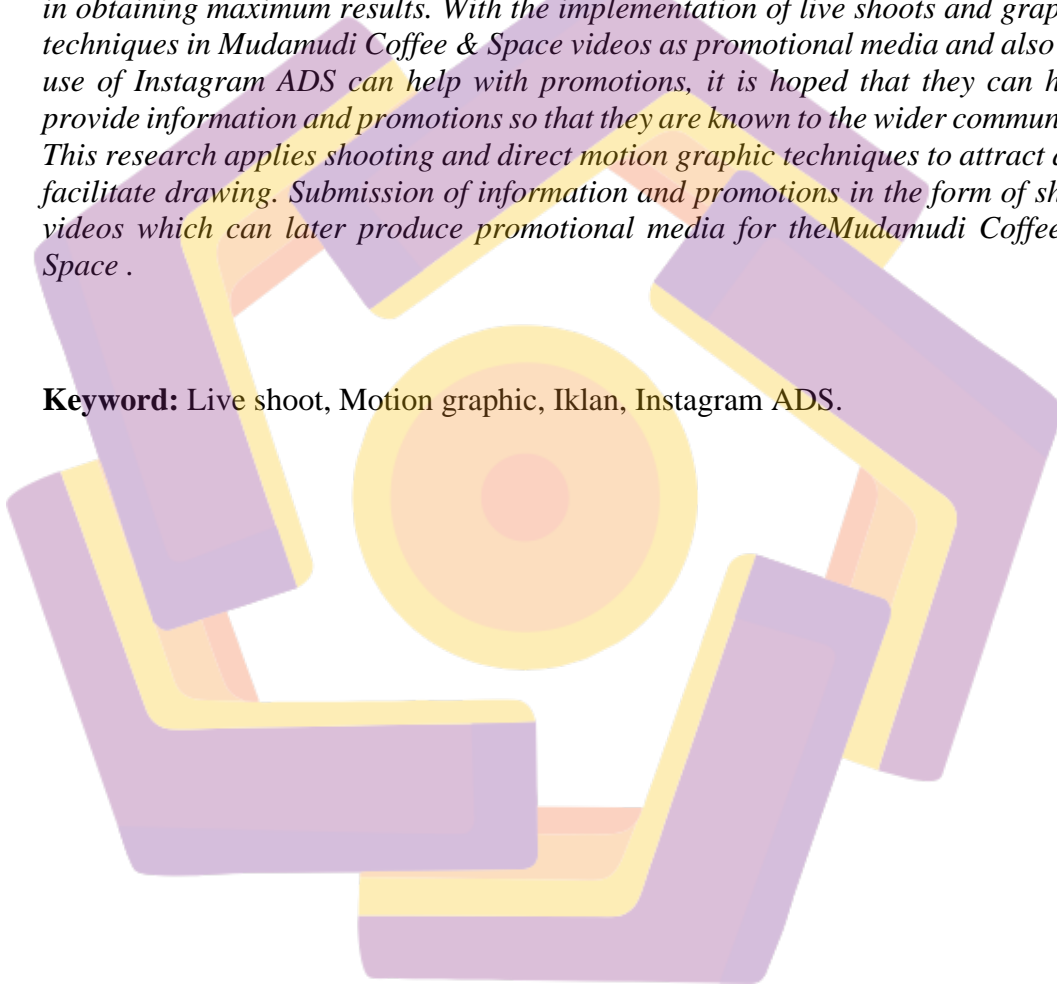 in obtaining maximum results. With the implementation of live shoots and
techniques in Mudamudi Coffee & Space videos as promotional media and also
use of Instagram ADS can help with promotions, it is hoped that they can
provide information and promotions so that they are known to the wider
This research applies shooting and direct motion graphic techniques to attract
facilitate drawing. Submission of information and promotions in the form of
videos which can later produce promotional media for theMudamudi Coffee
Space .
Keyword: Live shoot, Motion graphic, Iklan, Instagram ADS.